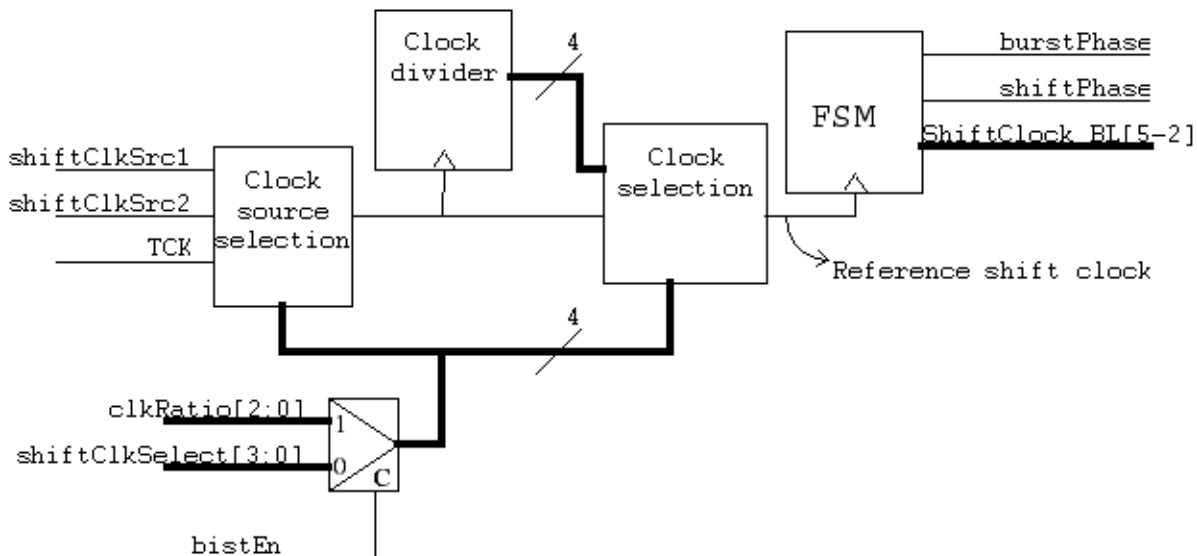 Clock
divider
4
burstPhase
shiftPhase
FSM
ShiftClock_BL[5-2]
shiftClkSrc1
shiftClkSrc2
TCK
Clock
source
selection
Clock
selection
Reference shift clock
4
clkRatio[2:0]
1
shiftClkSelect[3:0]
0
C
bistEn